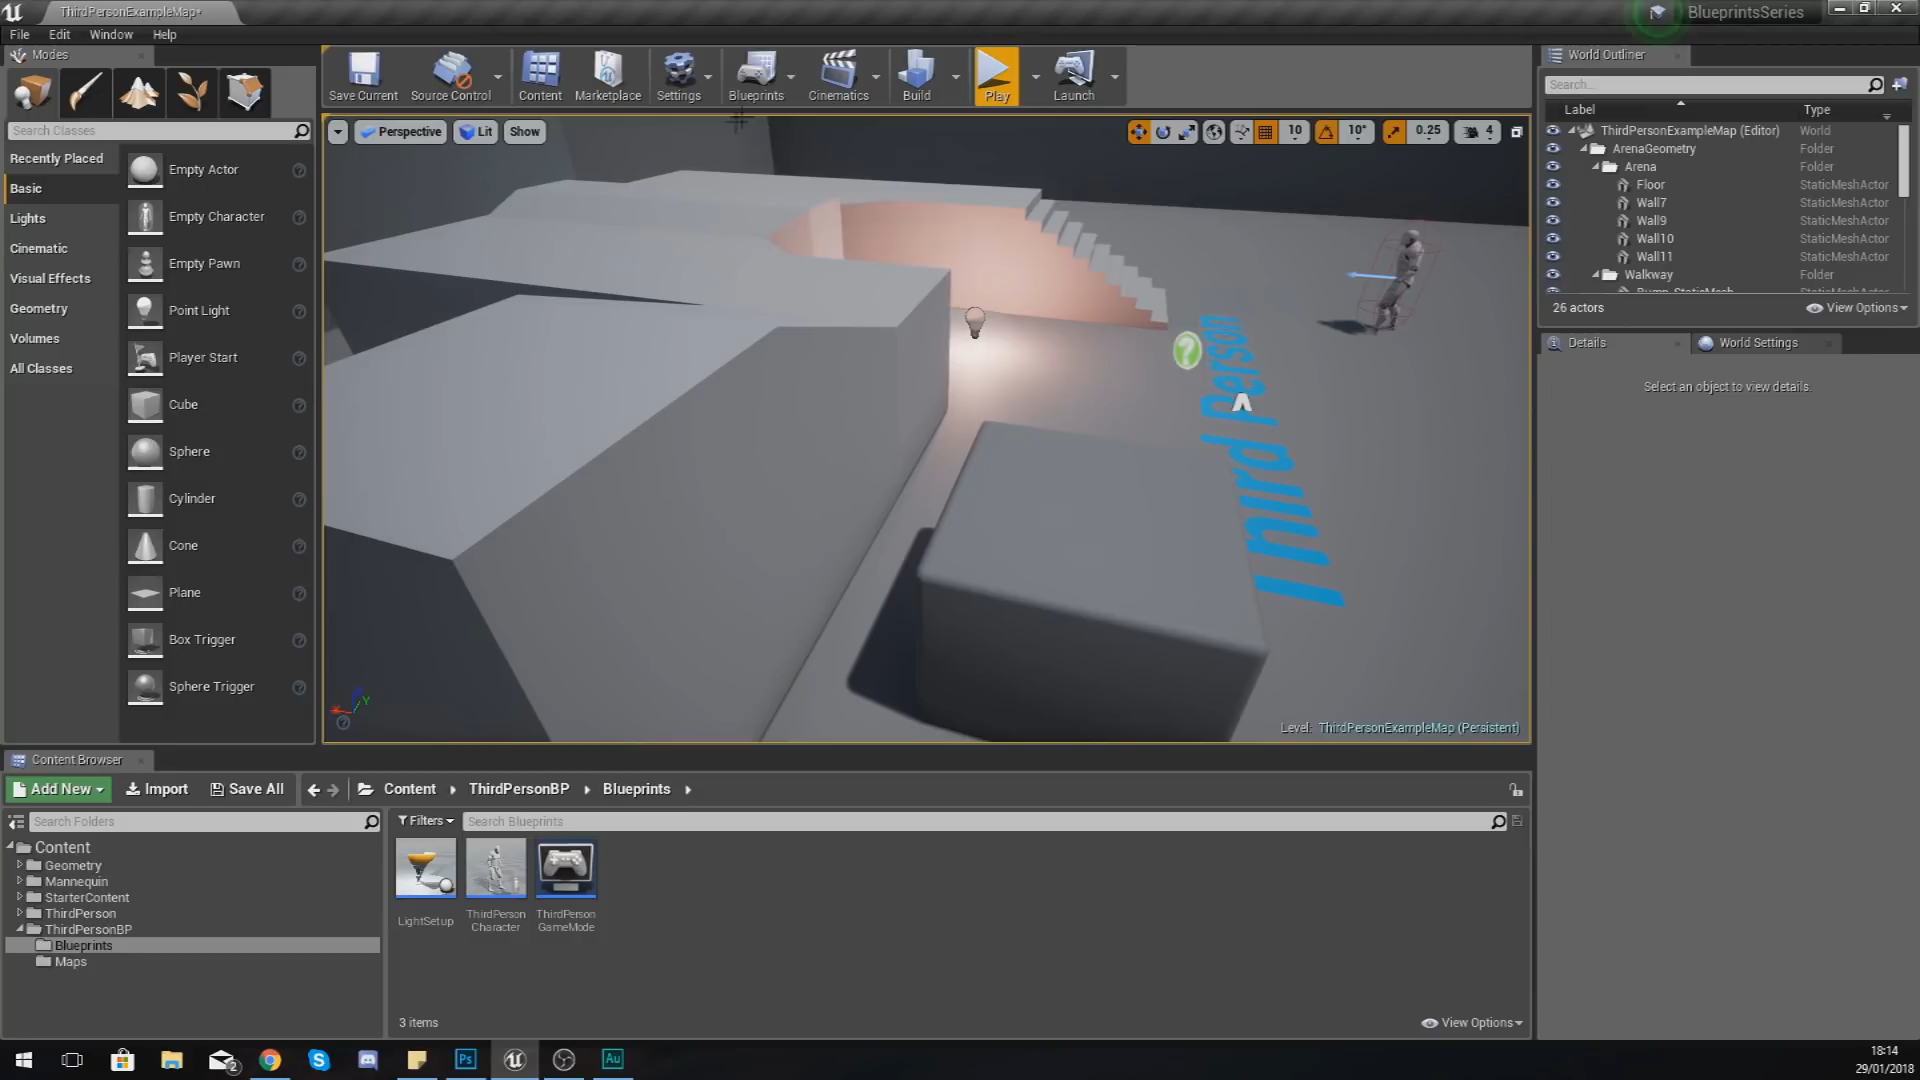 ThirdPersonExampleMap*
BlueprintsSeries
File Edit Window Help
Modes
Search Classes
Recently Placed
Basic
Lights
Cinematic
Visual Effects
Geometry
Volumes
All Classes
Empty Actor
Empty Character
Empty Pawn
Point Light
Player Start
Cube
Sphere
Cylinder
Cone
Plane
Box Trigger
Sphere Trigger
Save Current
Source Control
Content
Marketplace
Settings
Blueprints
Cinematics
Build
Play
Launch
Perspective Lit Show
10 10° 0.25 4
Third Person
Level: ThirdPersonExampleMap (Persistent)
World Outliner
Search...
Label Type
ThirdPersonExampleMap (Editor) World
ArenaGeometry Folder
Arena Folder
Floor StaticMeshActor
Wall7 StaticMeshActor
Wall9 StaticMeshActor
Wall10 StaticMeshActor
Wall11 StaticMeshActor
Walkway Folder
Bump_StaticMesh StaticMeshActor
26 actors View Options
Details World Settings
Select an object to view details.
Content Browser
Add New Import Save All Content ThirdPersonBP Blueprints
Search Folders
Filters Search Blueprints
Content
Geometry
Mannequin
StarterContent
ThirdPerson
ThirdPersonBP
Blueprints
Maps
LightSetup
ThirdPerson
Character
ThirdPerson
GameMode
3 items View Options
2
Ps
Au
18:14
29/01/2018